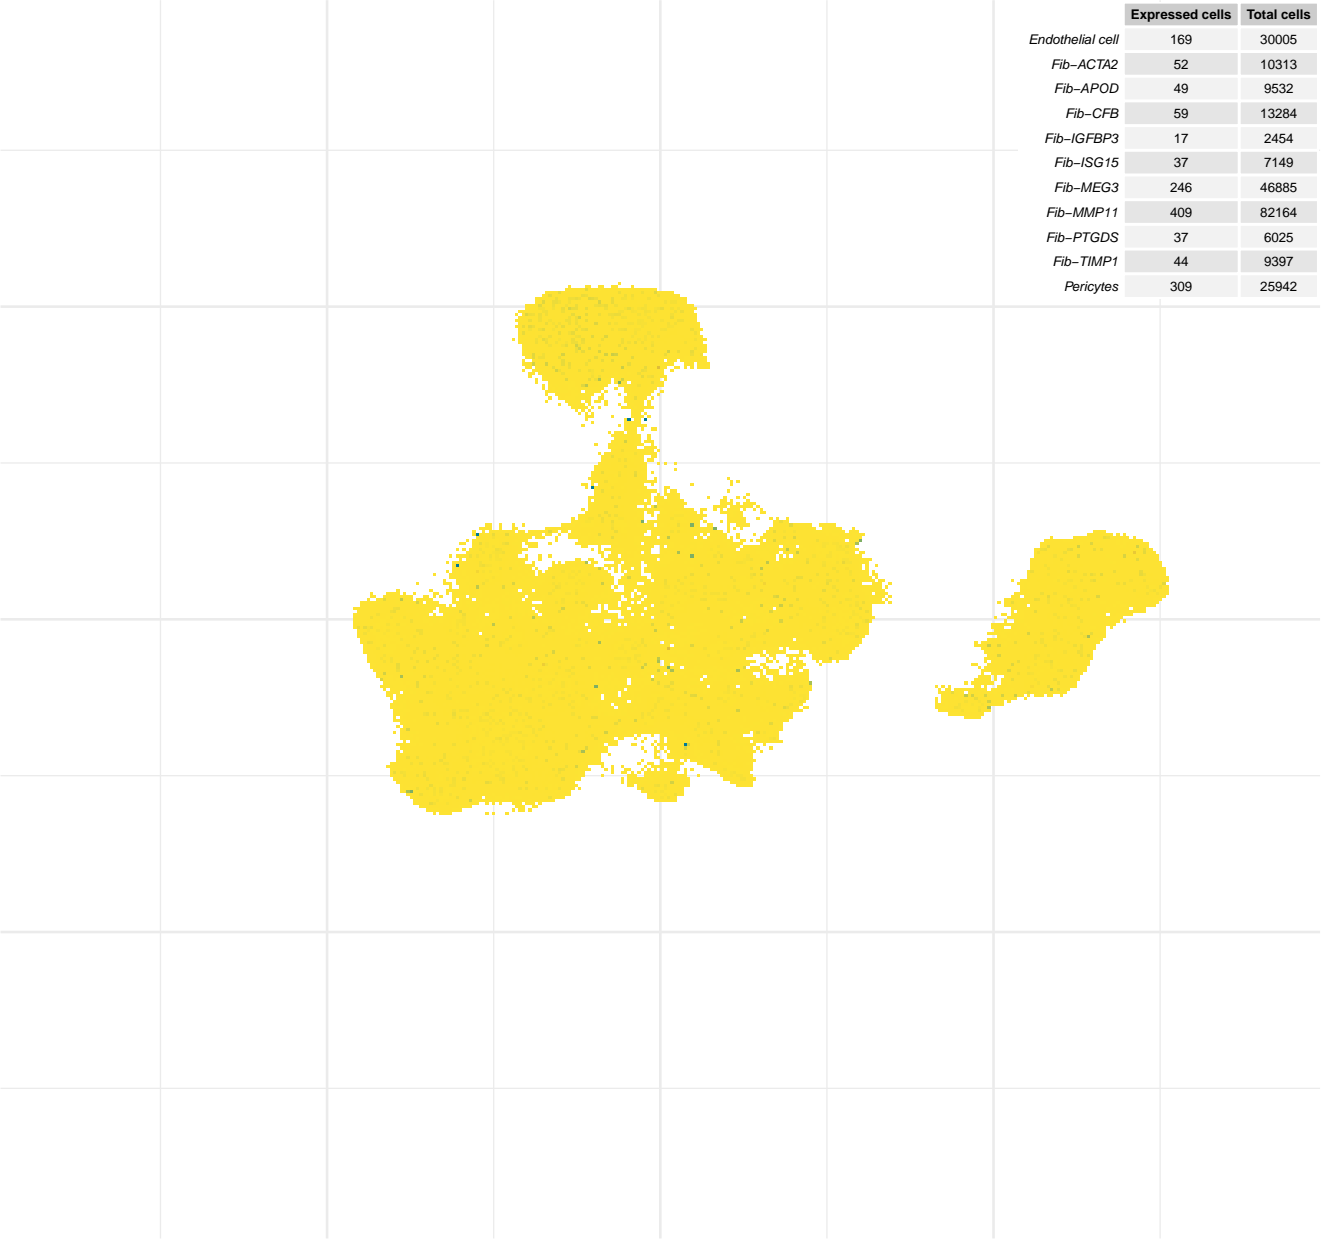 Expressed cells Total cells
Endothelial cell 169 30005
Fib−ACTA2 52 10313
Fib−APOD 49 9532
Fib−CFB 59 13284
Fib−IGFBP3 17 2454
Fib−ISG15 37 7149
Fib−MEG3 246 46885
Fib−MMP11 409 82164
Fib−PTGDS 37 6025
Fib−TIMP1 44 9397
Pericytes 309 25942